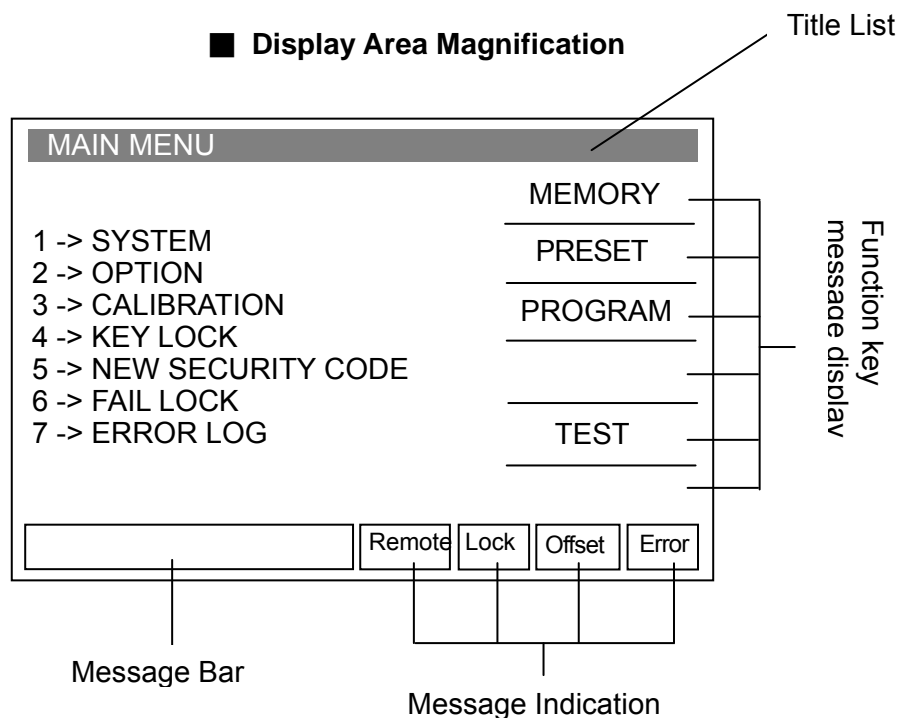 Title List
■ Display Area Magnification
MAIN MENU
MEMORY
PRESET
PROGRAM
TEST
1 -> SYSTEM
2 -> OPTION
3 -> CALIBRATION
4 -> KEY LOCK
5 -> NEW SECURITY CODE
6 -> FAIL LOCK
7 -> ERROR LOG
Function key
message display
Remote
Lock
Offset
Error
Message Bar
Message Indication